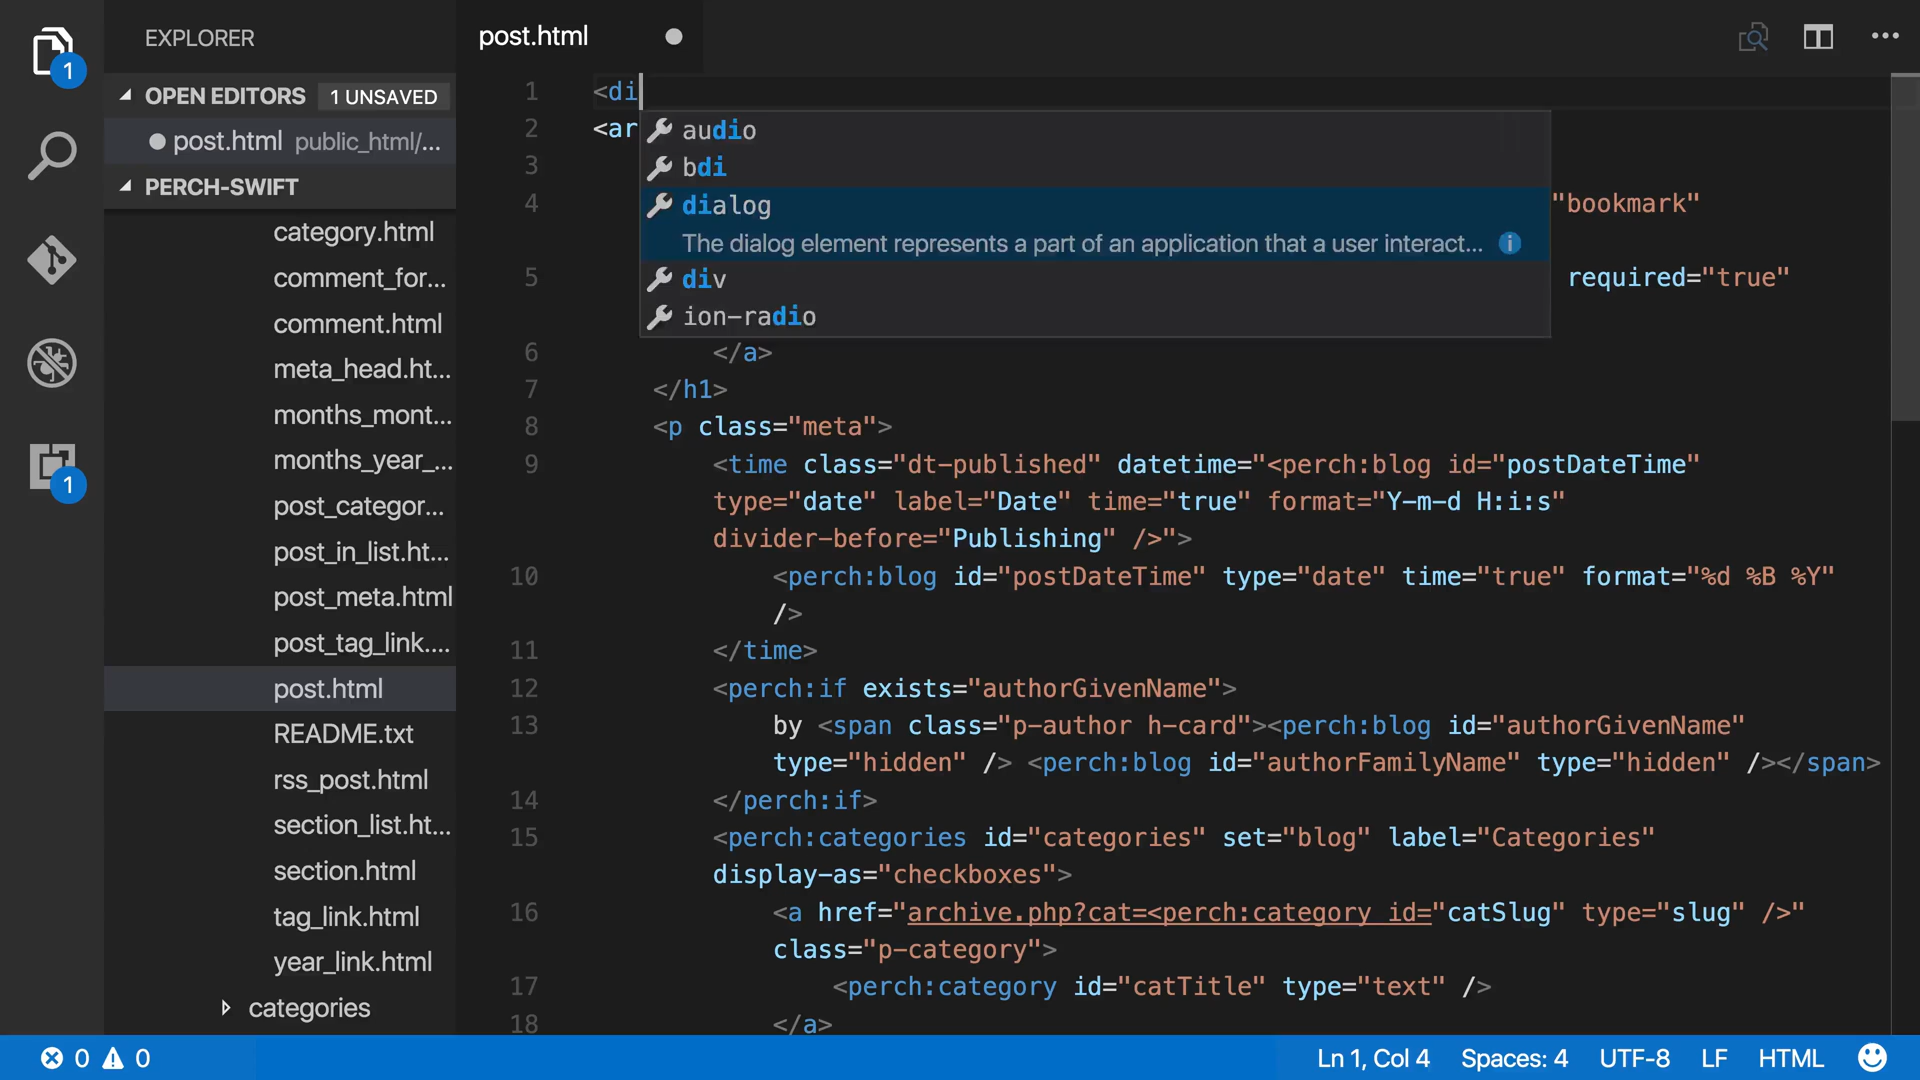 1
1
EXPLORER
OPEN EDITORS 1 UNSAVED
post.html public_html/...
PERCH-SWIFT
category.html
comment_for...
comment.html
meta_head.ht...
months_mont...
months_year_...
post_categor...
post_in_list.ht...
post_meta.html
post_tag_link....
post.html
README.txt
rss_post.html
section_list.ht...
section.html
tag_link.html
year_link.html
categories
post.html
1 <di
audio
bdi
dialog
The dialog element represents a part of an application that a user interact...
div
ion-radio
2 <ar
3
4 "bookmark"
5 required="true"
6 </a>
7 </h1>
8 <p class="meta">
9 <time class="dt-published" datetime="<perch:blog id="postDateTime"
type="date" label="Date" time="true" format="Y-m-d H:i:s"
divider-before="Publishing" />">
10 <perch:blog id="postDateTime" type="date" time="true" format="%d %B %Y"
/>
11 </time>
12 <perch:if exists="authorGivenName">
13 by <span class="p-author h-card"><perch:blog id="authorGivenName"
type="hidden" /> <perch:blog id="authorFamilyName" type="hidden" /></span>
14 </perch:if>
15 <perch:categories id="categories" set="blog" label="Categories"
display-as="checkboxes">
16 <a href="archive.php?cat=<perch:category id="catSlug" type="slug" />"
class="p-category">
17 <perch:category id="catTitle" type="text" />
18 </a>
0 0
Ln 1, Col 4 Spaces: 4 UTF-8 LF HTML